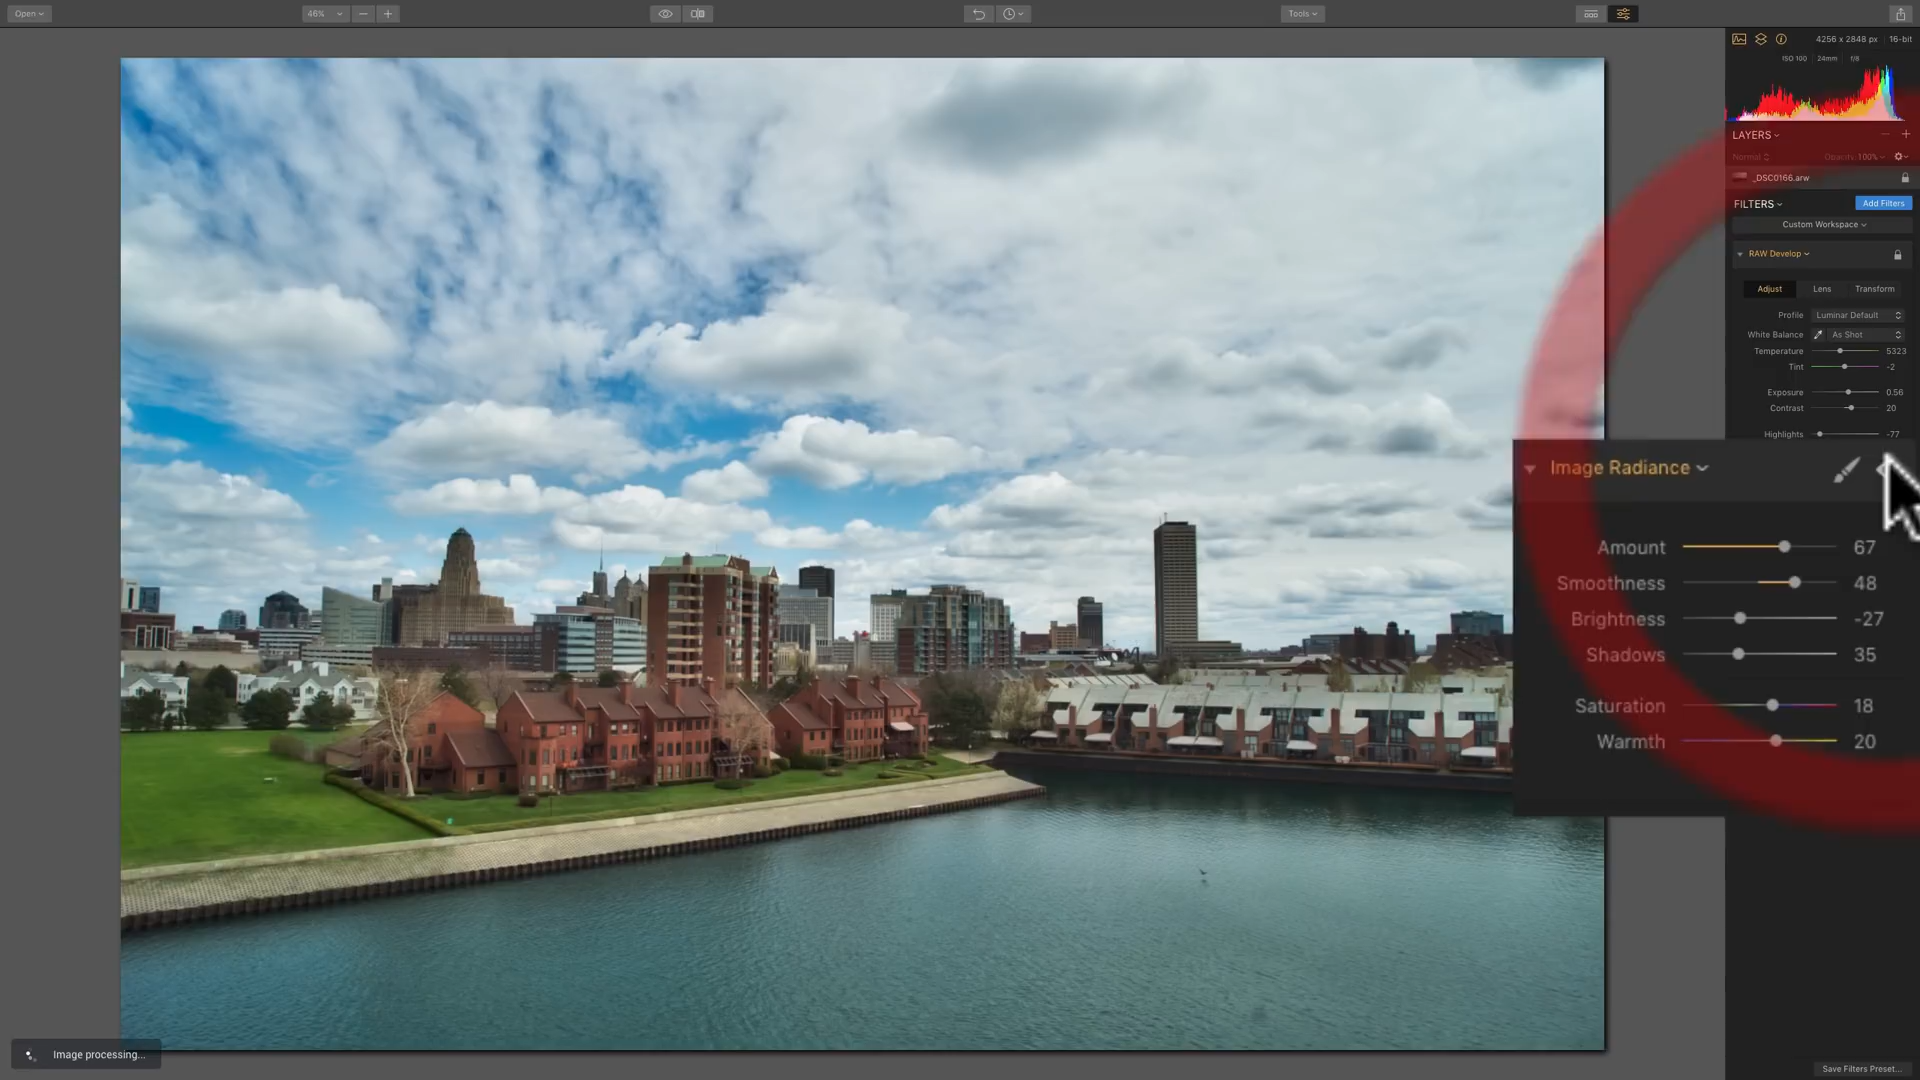 Open
46%
Tools
4256 x 2848 px
16-bit
ISO 100
24mm
f/8
LAYERS
Normal
Opacity: 100%
_DSC0166.arw
FILTERS
Add Filters
Custom Workspace
RAW Develop
Adjust
Lens
Transform
Profile
Luminar Default
White Balance
As Shot
Temperature
5323
Tint
-2
Exposure
0.56
Contrast
20
Highlights
-77
Image Radiance
Amount
67
Smoothness
48
Brightness
-27
Shadows
35
Saturation
18
Warmth
20
Image processing...
Save Filters Preset...